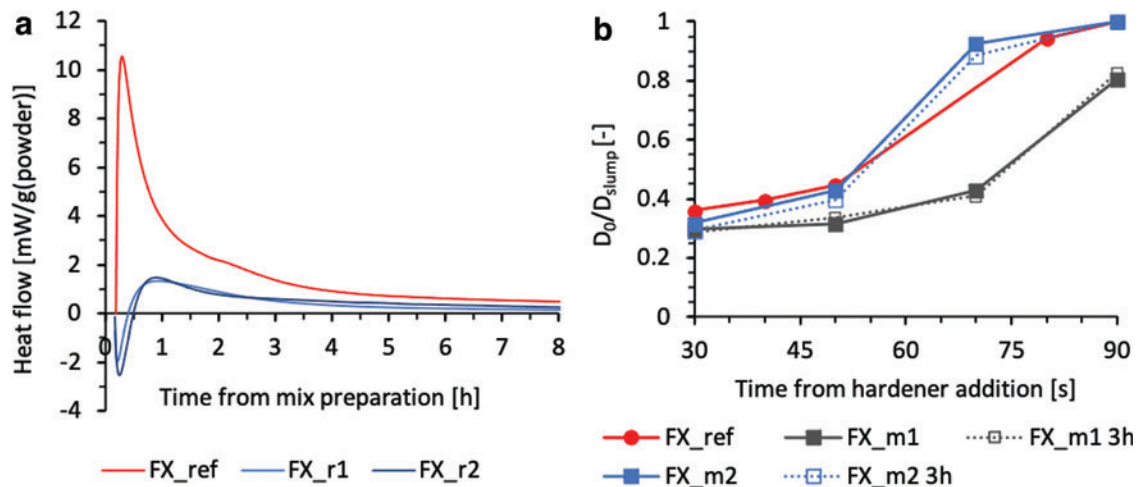 a
12
10
8
6
4
2
0
-2
-4
Heat flow [mW/g(powder)]
0 1 2 3 4 5 6 7 8
Time from mix preparation [h]
FX_ref FX_r1 FX_r2
b
1
0.8
0.6
0.4
0.2
0
D0/Dslump [-]
30 45 60 75 90
Time from hardener addition [s]
FX_ref FX_m1 FX_m1 3h
FX_m2 FX_m2 3h